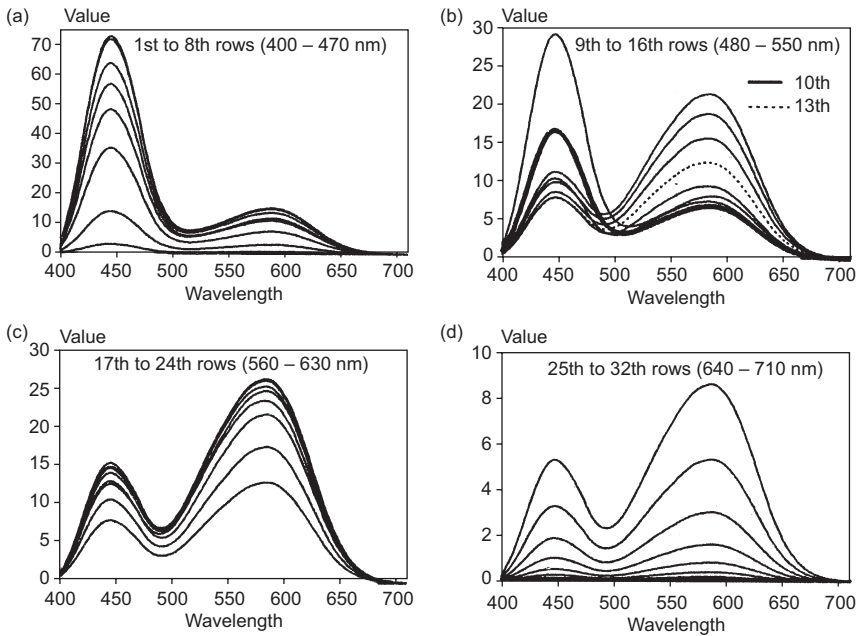 (a)
Value
1st to 8th rows (400 – 470 nm)
70
60
50
40
30
20
10
0
400 450 500 550 600 650 700
Wavelength
(b)
Value
9th to 16th rows (480 – 550 nm)
10th
13th
30
25
20
15
10
5
0
400 450 500 550 600 650 700
Wavelength
(c)
Value
17th to 24th rows (560 – 630 nm)
30
25
20
15
10
5
0
400 450 500 550 600 650 700
Wavelength
(d)
Value
25th to 32th rows (640 – 710 nm)
10
8
6
4
2
0
400 450 500 550 600 650 700
Wavelength